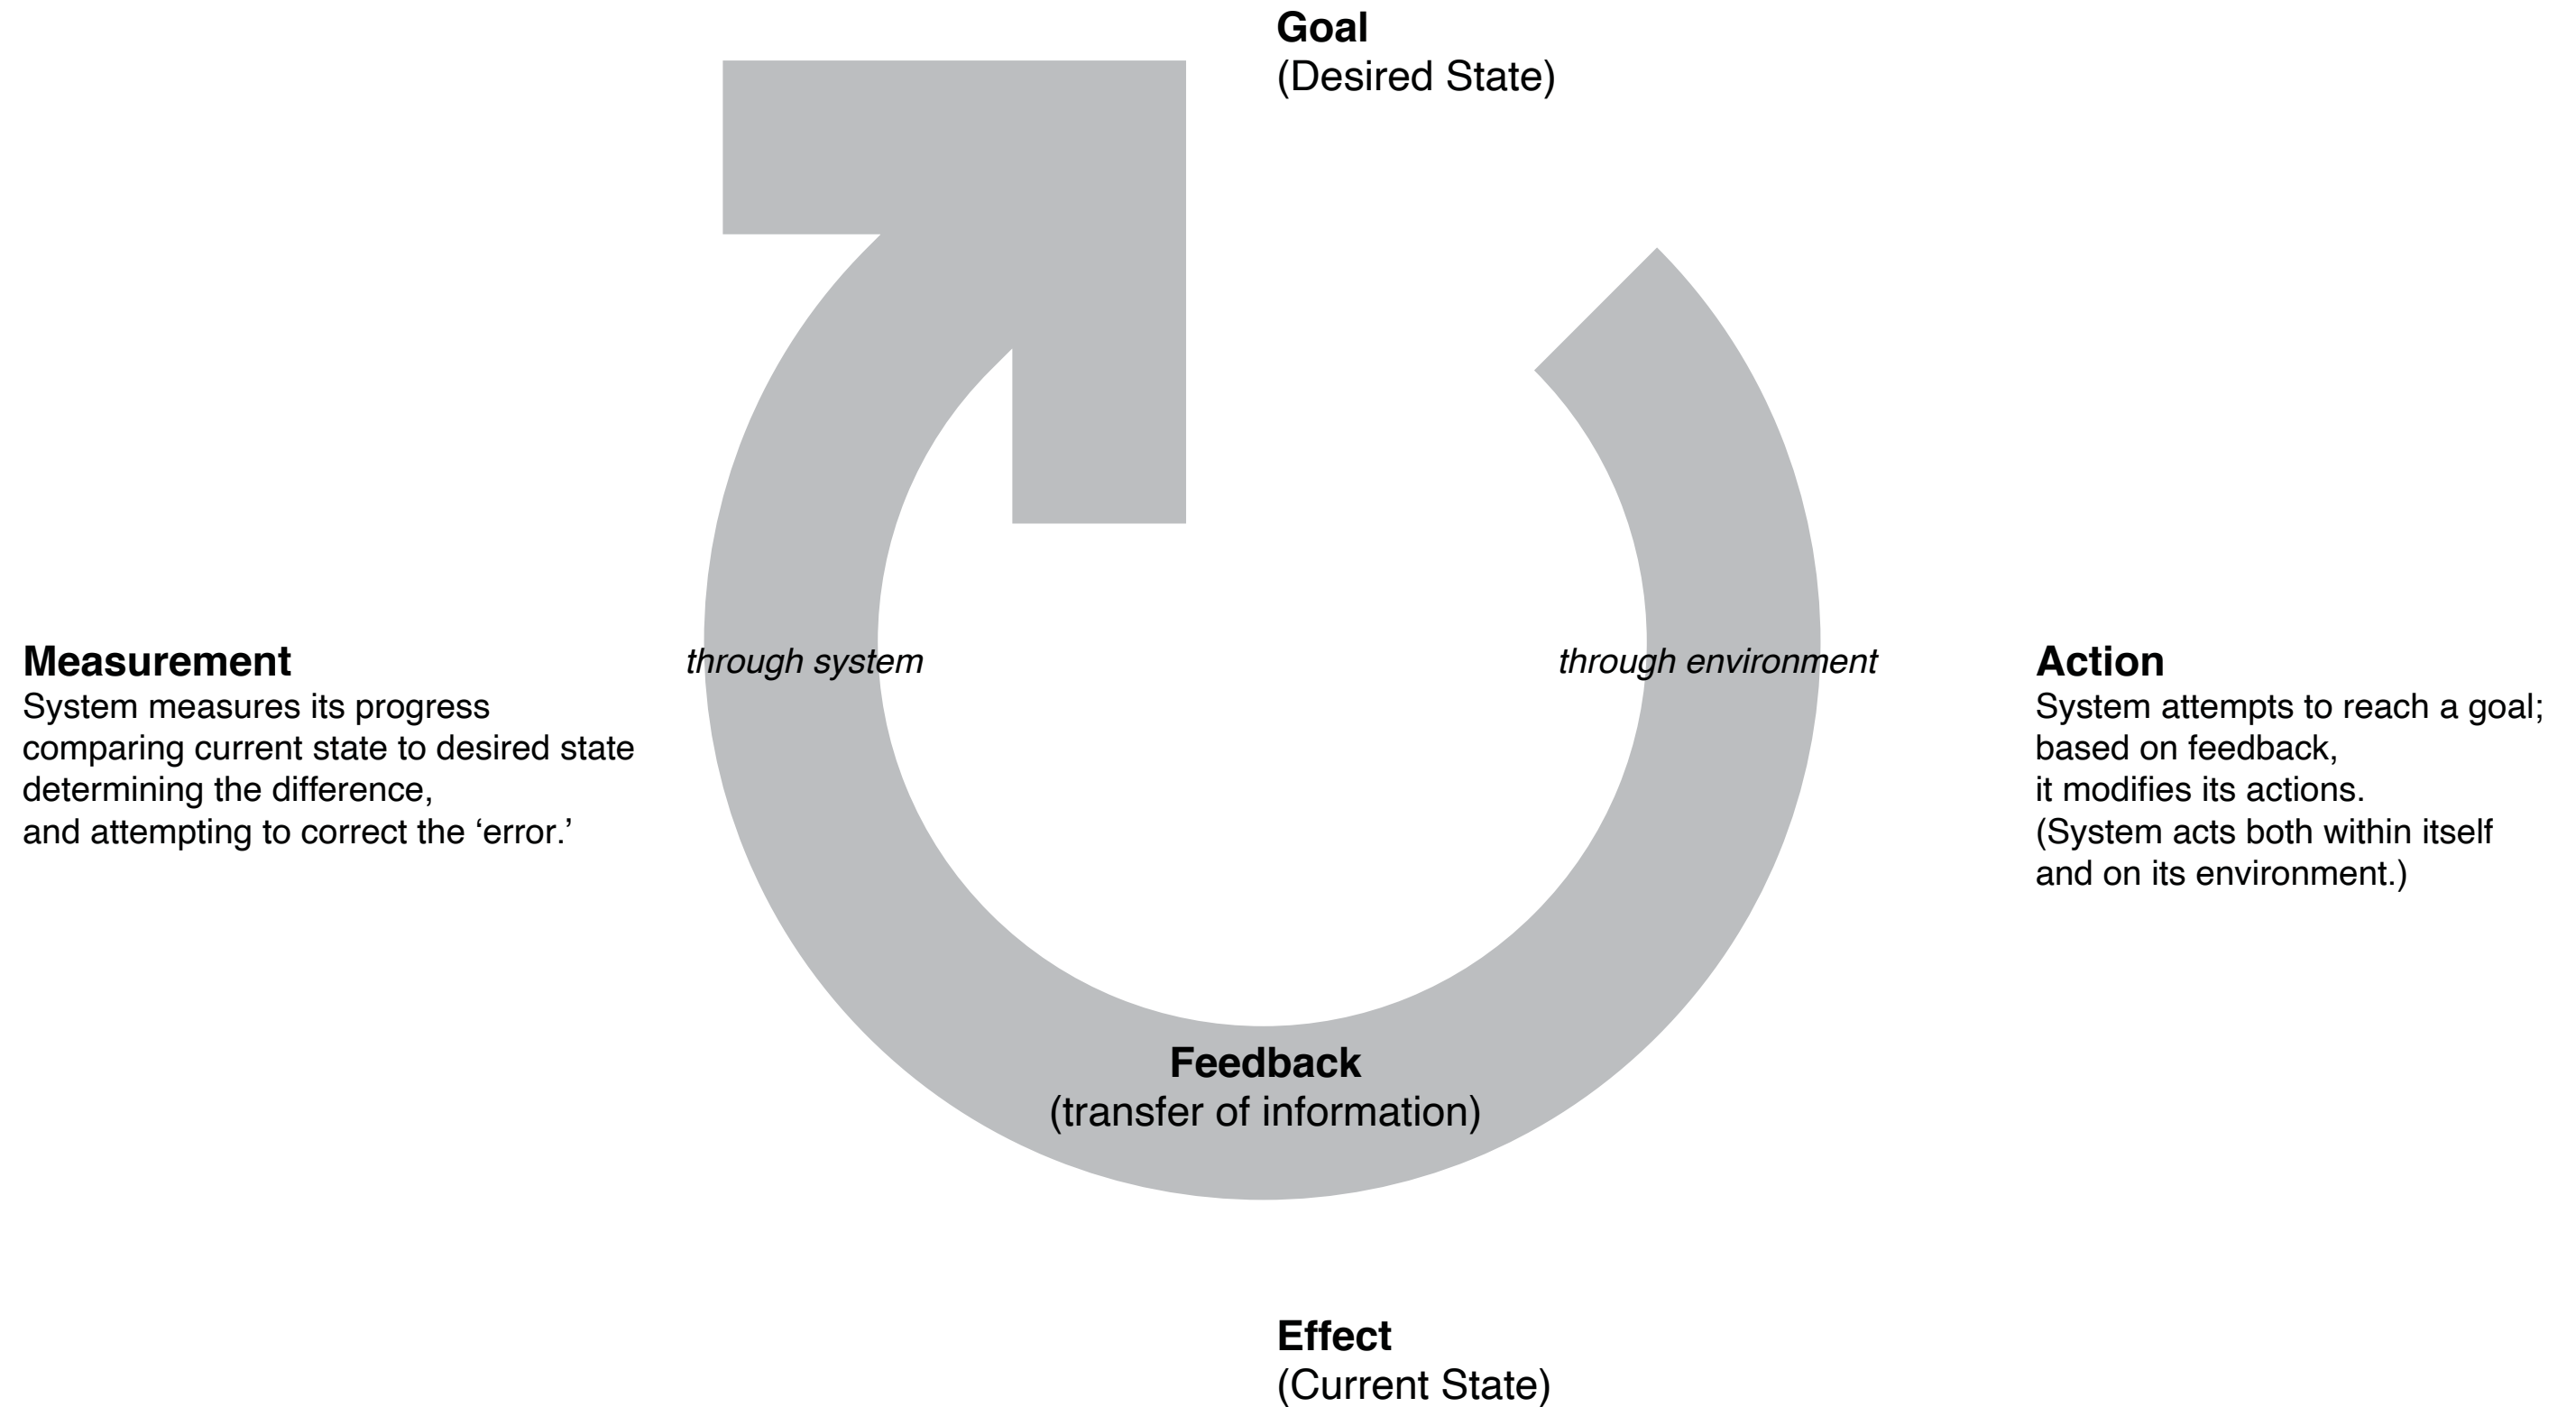 Goal
(Desired State)
Measurement
System measures its progress
comparing current state to desired state
determining the difference,
and attempting to correct the ‘error.’
through system
through environment
Action
System attempts to reach a goal;
based on feedback,
it modifies its actions.
(System acts both within itself
and on its environment.)
Feedback
(transfer of information)
Effect
(Current State)